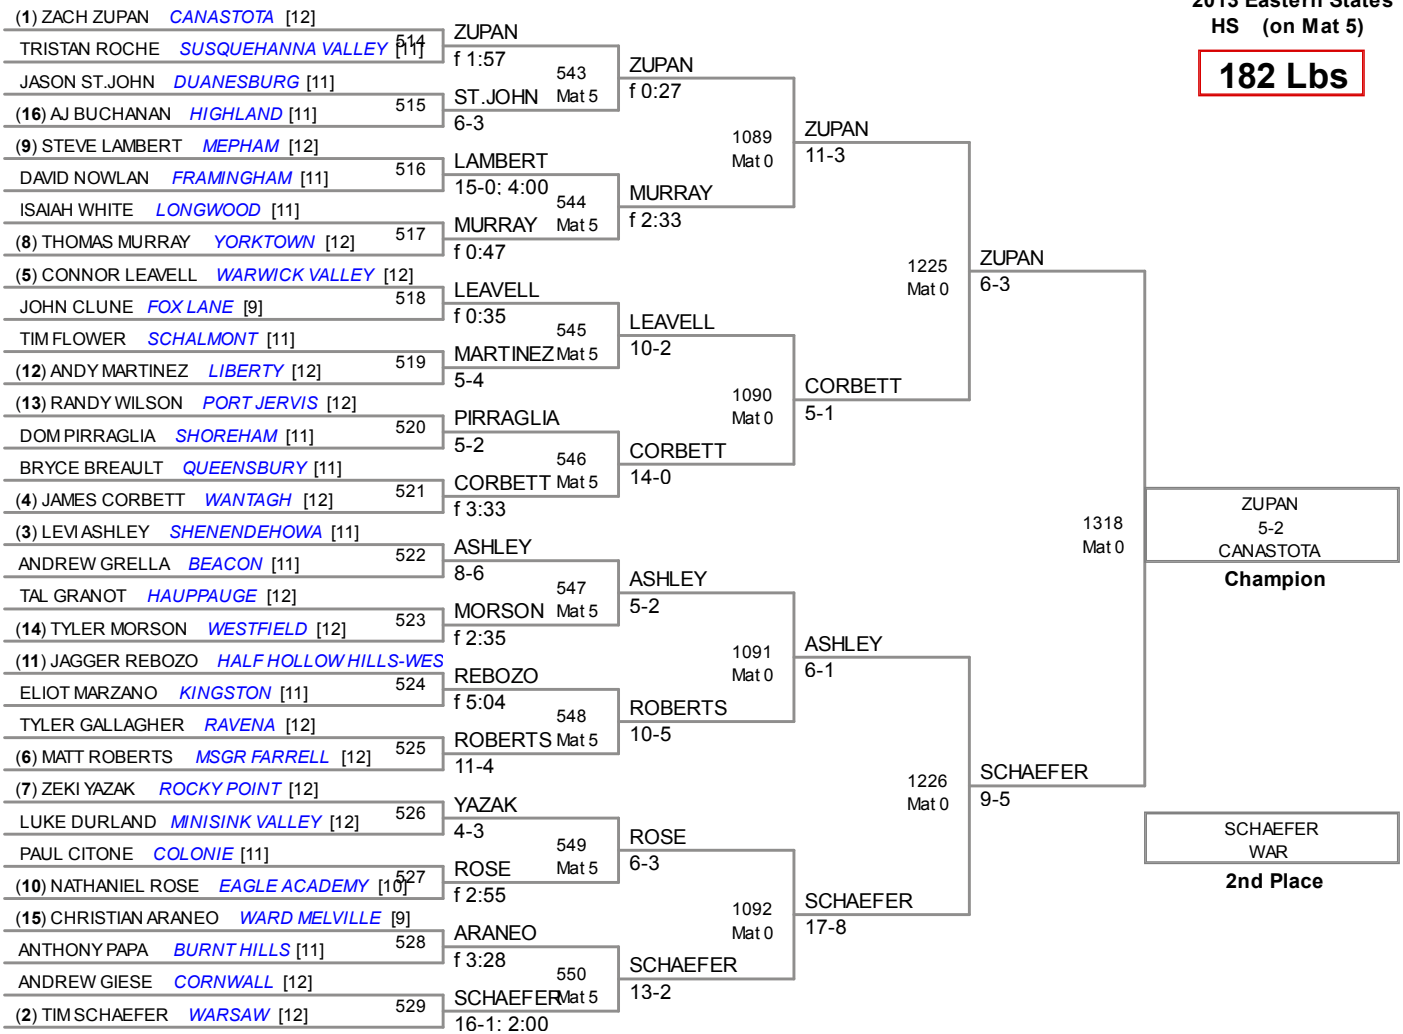 2013 Eastern States
HS (on Mat 5)
182 Lbs
(1) ZACH ZUPAN CANASTOTA [12]
TRISTAN ROCHE SUSQUEHANNA VALLEY [11]
JASON ST.JOHN DUANESBURG [11]
(16) AJ BUCHANAN HIGHLAND [11]
(9) STEVE LAMBERT MEPHAM [12]
DAVID NOWLAN FRAMINGHAM [11]
ISAIAH WHITE LONGWOOD [11]
(8) THOMAS MURRAY YORKTOWN [12]
(5) CONNOR LEAVELL WARWICK VALLEY [12]
JOHN CLUNE FOX LANE [9]
TIM FLOWER SCHALMONT [11]
(12) ANDY MARTINEZ LIBERTY [12]
(13) RANDY WILSON PORT JERVIS [12]
DOM PIRRAGLIA SHOREHAM [11]
BRYCE BREAULT QUEENSBURY [11]
(4) JAMES CORBETT WANTAGH [12]
(3) LEVI ASHLEY SHENENDEHOWA [11]
ANDREW GRELLA BEACON [11]
TAL GRANOT HAUPPAUGE [12]
(14) TYLER MORSON WESTFIELD [12]
(11) JAGGER REBOZO HALF HOLLOW HILLS-WES
ELIOT MARZANO KINGSTON [11]
TYLER GALLAGHER RAVENA [12]
(6) MATT ROBERTS MSGR FARRELL [12]
(7) ZEKI YAZAK ROCKY POINT [12]
LUKE DURLAND MINISINK VALLEY [12]
PAUL CITONE COLONIE [11]
(10) NATHANIEL ROSE EAGLE ACADEMY [10]
(15) CHRISTIAN ARANEO WARD MELVILLE [9]
ANTHONY PAPA BURNT HILLS [11]
ANDREW GIESE CORNWALL [12]
(2) TIM SCHAEFER WARSAW [12]
514
515
516
517
518
519
520
521
522
523
524
525
526
527
528
529
ZUPAN
f 1:57
ST.JOHN
6-3
LAMBERT
15-0; 4:00
MURRAY
f 0:47
LEAVELL
f 0:35
MARTINEZ
5-4
PIRRAGLIA
5-2
CORBETT
f 3:33
ASHLEY
8-6
MORSON
f 2:35
REBOZO
f 5:04
ROBERTS
11-4
YAZAK
4-3
ROSE
f 2:55
ARANEO
f 3:28
SCHAEFER
16-1; 2:00
543
Mat 5
544
Mat 5
545
Mat 5
546
Mat 5
547
Mat 5
548
Mat 5
549
Mat 5
550
Mat 5
ZUPAN
f 0:27
MURRAY
f 2:33
LEAVELL
10-2
CORBETT
14-0
ASHLEY
5-2
ROBERTS
10-5
ROSE
6-3
SCHAEFER
13-2
1089
Mat 0
1090
Mat 0
1091
Mat 0
1092
Mat 0
ZUPAN
11-3
CORBETT
5-1
ASHLEY
6-1
SCHAEFER
17-8
1225
Mat 0
1226
Mat 0
ZUPAN
6-3
SCHAEFER
9-5
1318
Mat 0
ZUPAN
5-2
CANASTOTA
Champion
SCHAEFER
WAR
2nd Place